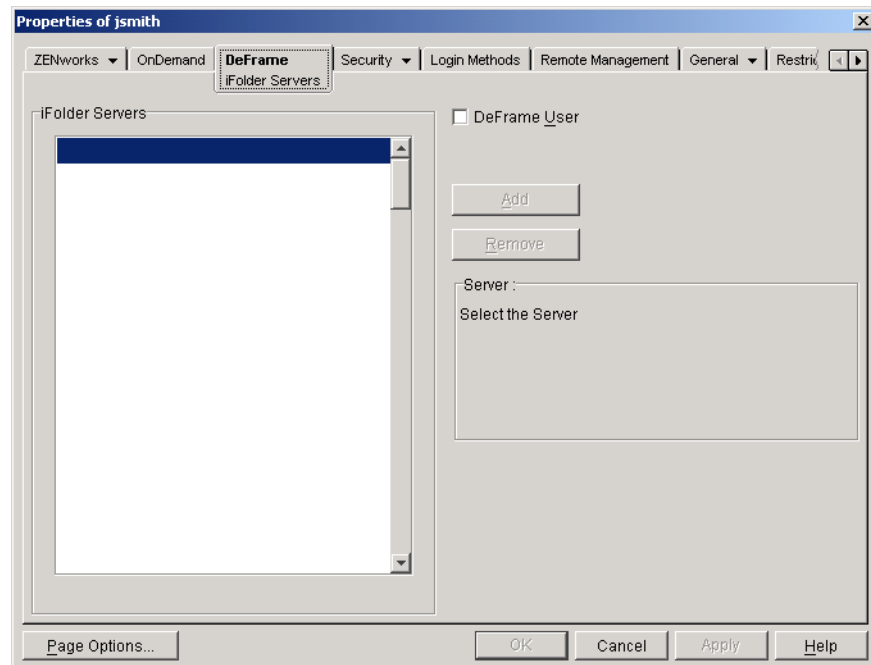 Properties of jsmith
ZENworks OnDemand DeFrame Security Login Methods Remote Management General
iFolder Servers
iFolder Servers
DeFrame User
Add
Remove
Server :
Select the Server
Page Options... OK Cancel Apply Help